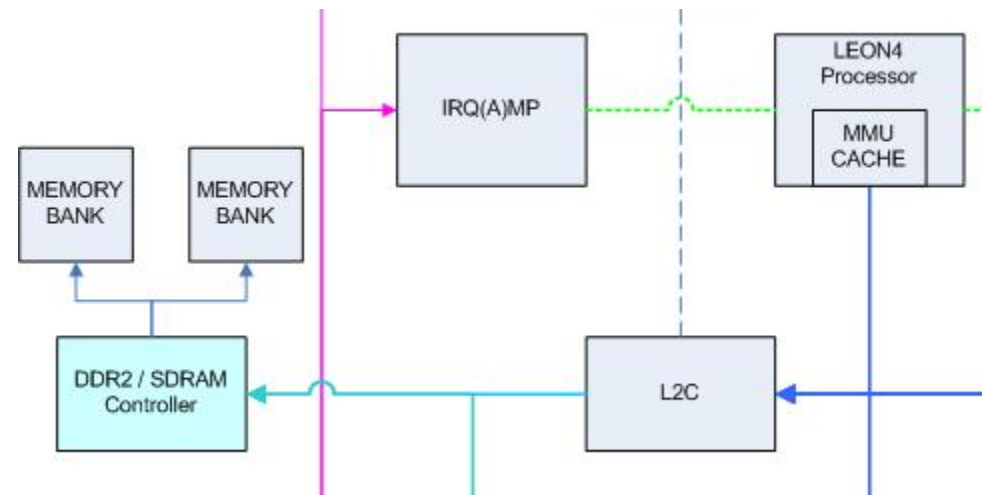 IRQ(A)MP
LEON4
Processor
MMU
CACHE
MEMORY
BANK
MEMORY
BANK
DDR2 / SDRAM
Controller
L2C